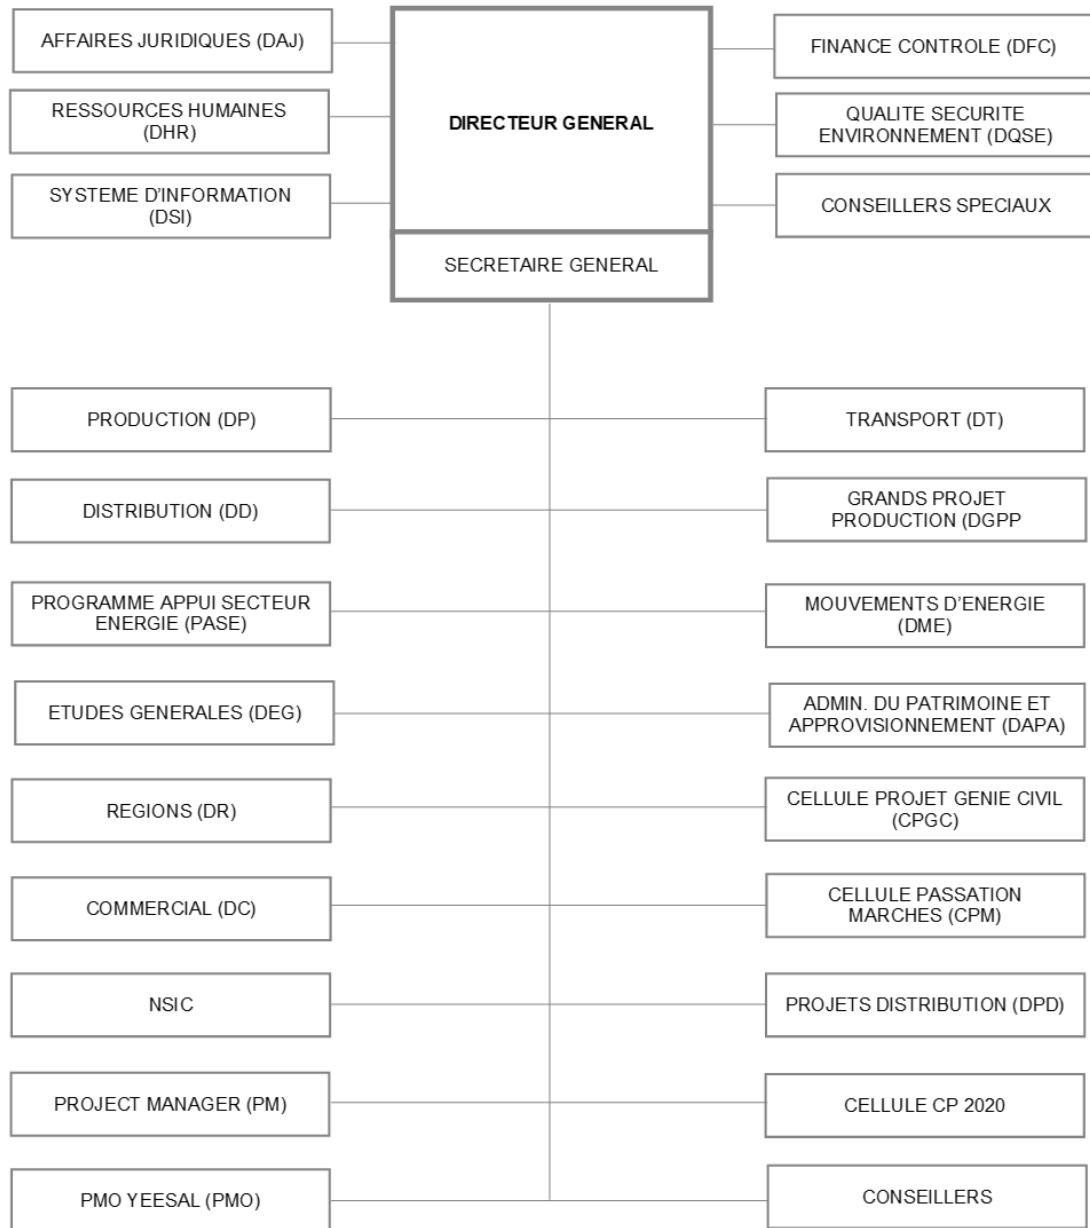 AFFAIRES JURIDIQUES (DAJ)
RESSOURCES HUMAINES
(DHR)
SYSTEME D'INFORMATION
(DSI)
DIRECTEUR GENERAL
SECRETAIRE GENERAL
FINANCE CONTROLE (DFC)
QUALITE SECURITE
ENVIRONNEMENT (DQSE)
CONSEILLERS SPECIAUX
PRODUCTION (DP)
TRANSPORT (DT)
DISTRIBUTION (DD)
GRANDS PROJET
PRODUCTION (DGPP
PROGRAMME APPUI SECTEUR
ENERGIE (PASE)
MOUVEMENTS D'ENERGIE
(DME)
ETUDES GENERALES (DEG)
ADMIN. DU PATRIMOINE ET
APPROVISIONNEMENT (DAPA)
REGIONS (DR)
CELLULE PROJET GENIE CIVIL
(CPGC)
COMMERCIAL (DC)
CELLULE PASSATION
MARCHES (CPM)
NSIC
PROJETS DISTRIBUTION (DPD)
PROJECT MANAGER (PM)
CELLULE CP 2020
PMO YEESAL (PMO)
CONSEILLERS